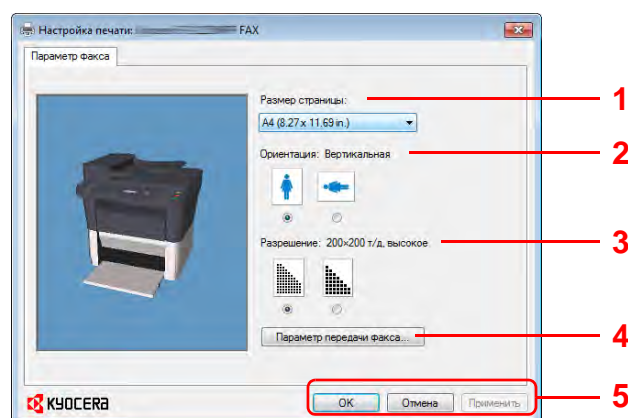 Настройка печати: FAX
Параметр факса
Размер страницы:
1
A4 (8.27 x 11.69 in.)
Ориентация: Вертикальная
2
Разрешение: 200×200 т/д, высокое
3
Параметр передачи факса...
4
KYOCERA
OK Отмена Применить
5